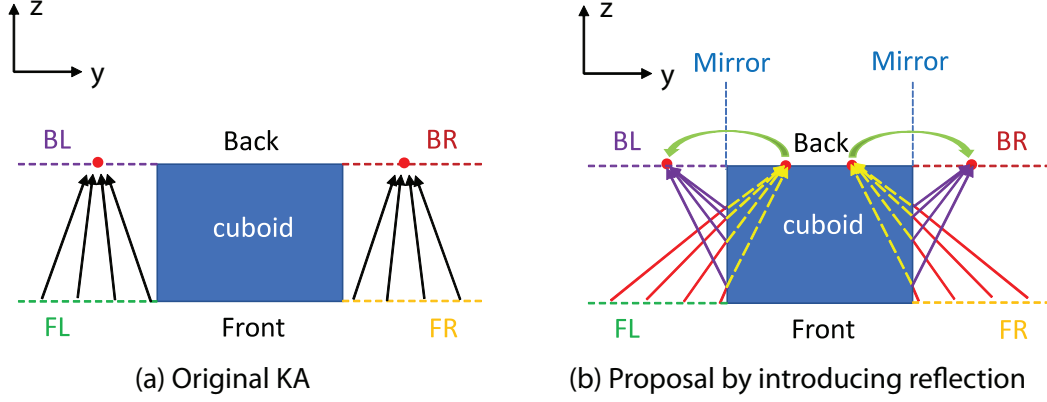 z
y
BL
Back
BR
cuboid
FL
Front
FR
(a) Original KA
z
y
Mirror
Mirror
BL
Back
BR
cuboid
FL
Front
FR
(b) Proposal by introducing reflection